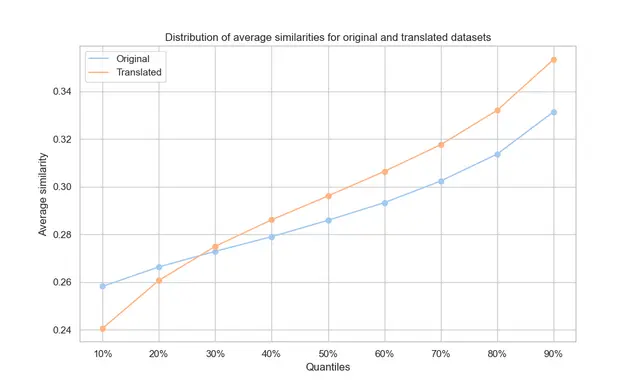 Distribution of average similarities for original and translated datasets
Original
Translated
Average similarity
0.34
0.32
0.30
0.28
0.26
0.24
10% 20% 30% 40% 50% 60% 70% 80% 90%
Quantiles